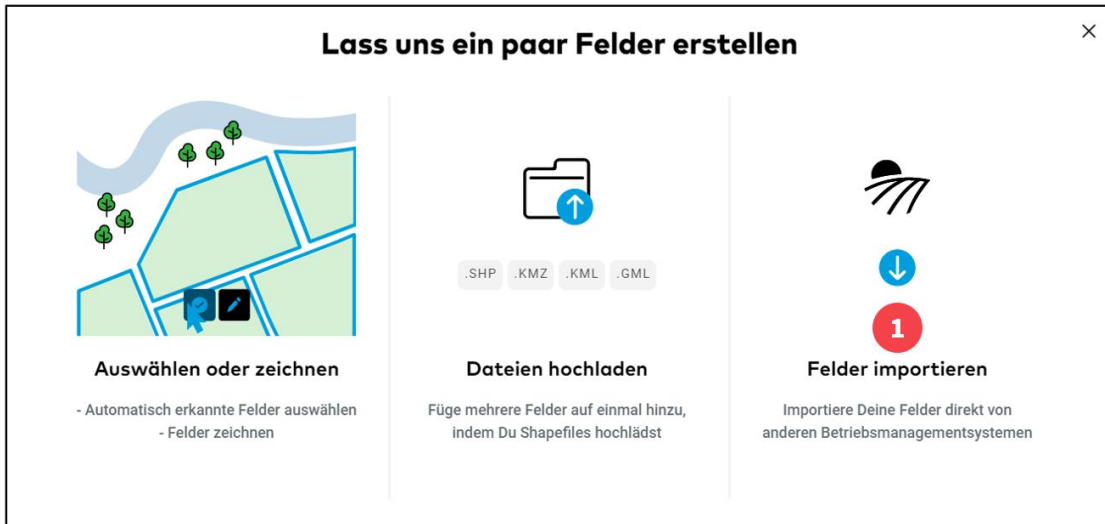 Lass uns ein paar Felder erstellen
Auswählen oder zeichnen
- Automatisch erkannte Felder auswählen
- Felder zeichnen
.SHP .KMZ .KML .GML
Dateien hochladen
Füge mehrere Felder auf einmal hinzu,
indem Du Shapefiles hochlädst
1
Felder importieren
Importiere Deine Felder direkt von
anderen Betriebsmanagementsystemen